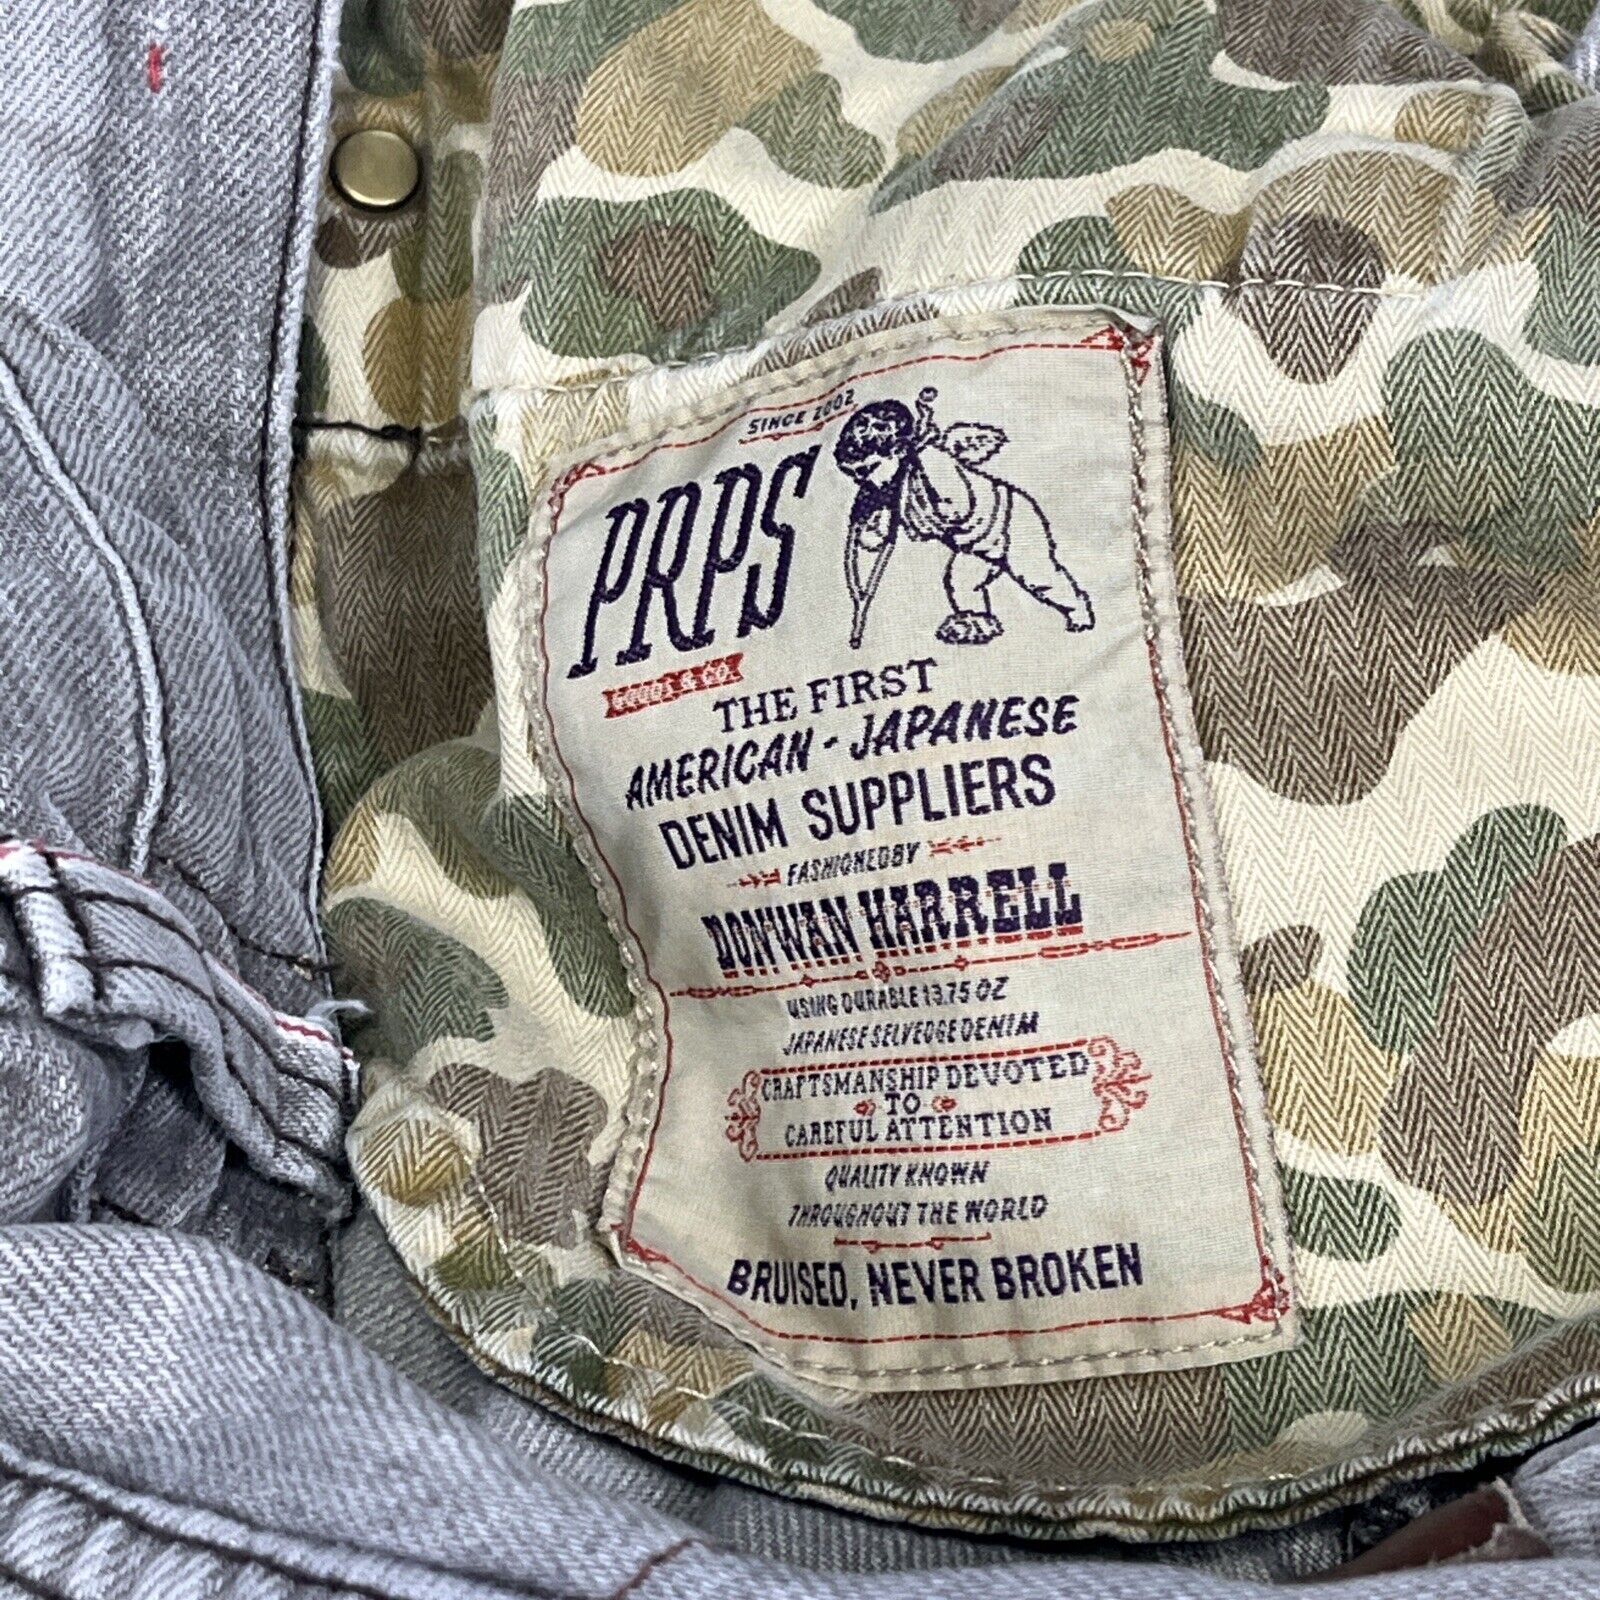 SINCE 2002
PRPS
GOODS & CO.
THE FIRST
AMERICAN - JAPANESE
DENIM SUPPLIERS
FASHIONED BY
DONWAN HARRELL
USING DURABLE 13.75 OZ
JAPANESE SELVEDGE DENIM
CRAFTSMANSHIP DEVOTED
TO
CAREFUL ATTENTION
QUALITY KNOWN
THROUGHOUT THE WORLD
BRUISED, NEVER BROKEN